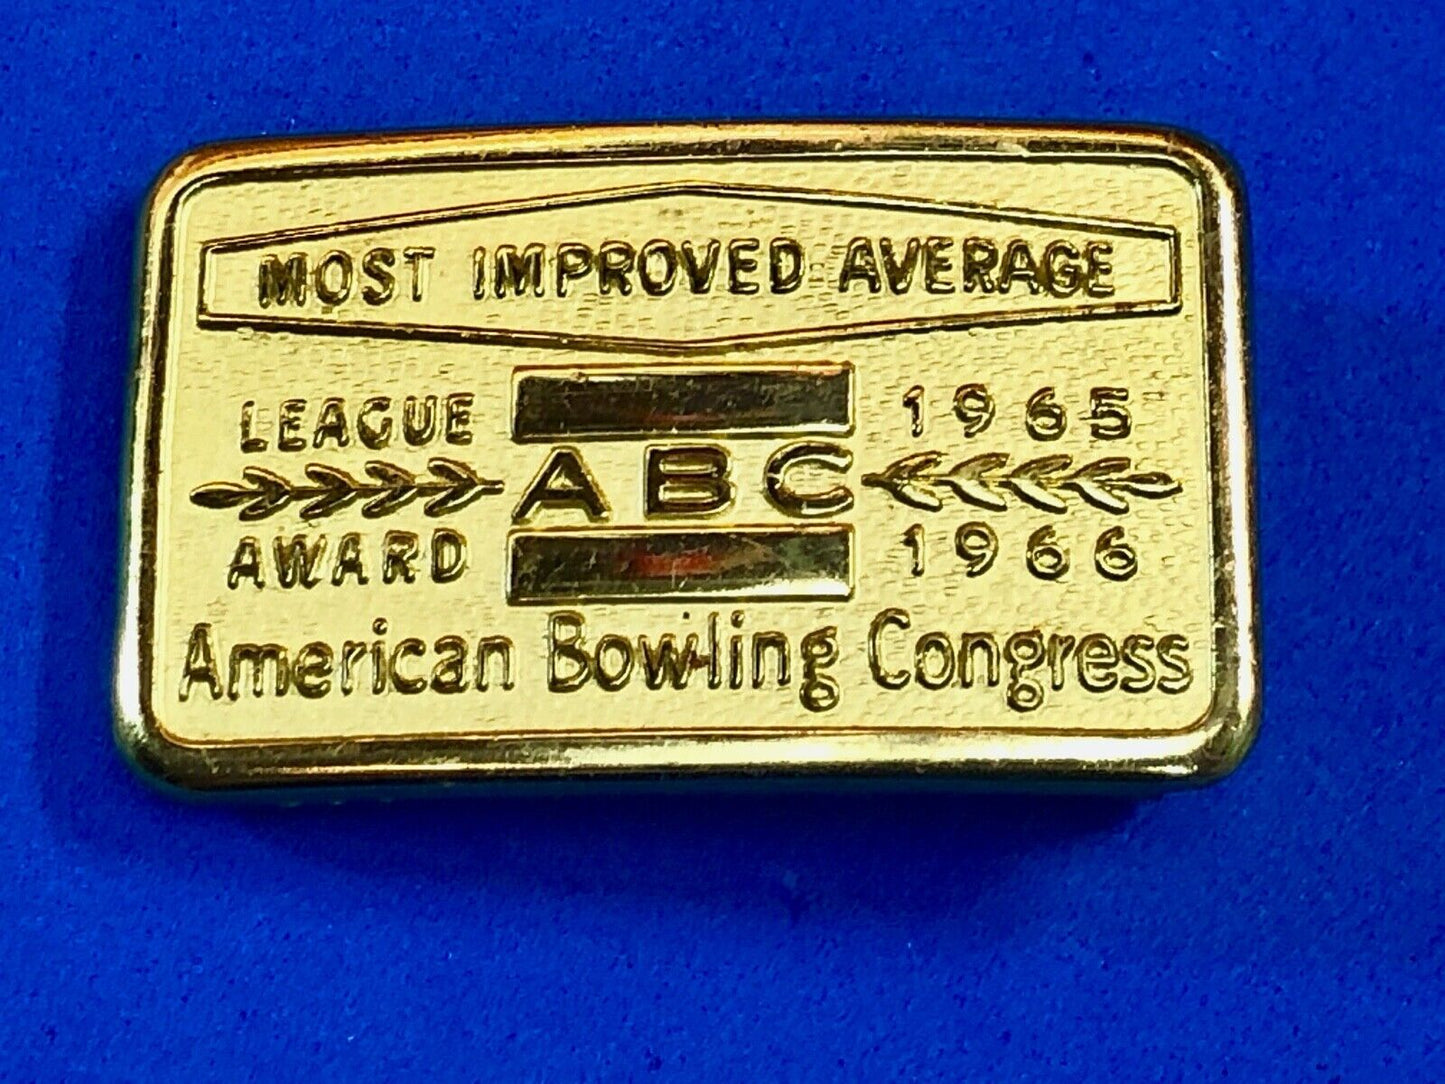 MOST IMPROVED AVERAGE
LEAGUE 1965
ABC
AWARD 1966
American Bowling Congress